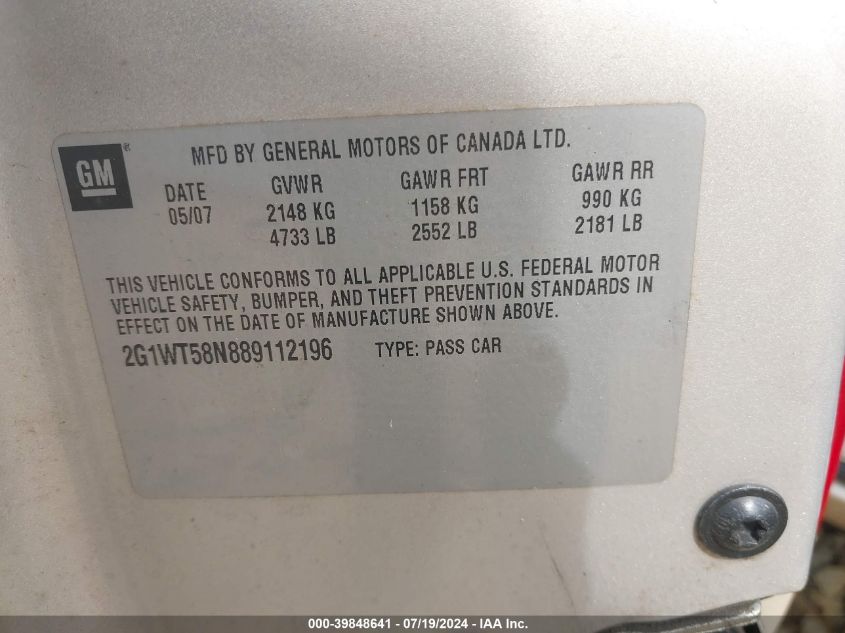 MFD BY GENERAL MOTORS OF CANADA LTD.
GM®
DATE GVWR GAWR FRT GAWR RR
05/07 2148 KG 1158 KG 990 KG
4733 LB 2552 LB 2181 LB
THIS VEHICLE CONFORMS TO ALL APPLICABLE U.S. FEDERAL MOTOR
VEHICLE SAFETY, BUMPER, AND THEFT PREVENTION STANDARDS IN
EFFECT ON THE DATE OF MANUFACTURE SHOWN ABOVE.
2G1WT58N889112196 TYPE: PASS CAR
000-39848641 - 07/19/2024 - IAA Inc.